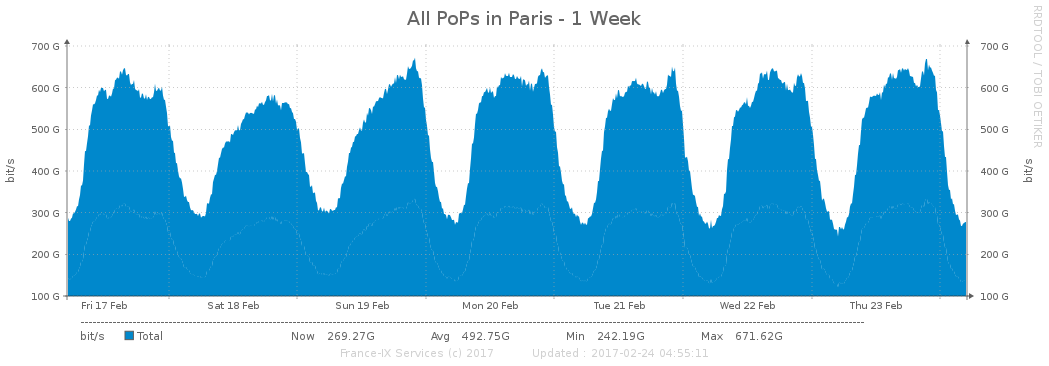 All PoPs in Paris - 1 Week
RRDTOOL / TOBI OETIKER
700 G 700 G
600 G 600 G
500 G 500 G
400 G 400 G
300 G 300 G
200 G 200 G
100 G 100 G
bit/s bit/s
Fri 17 Feb Sat 18 Feb Sun 19 Feb Mon 20 Feb Tue 21 Feb Wed 22 Feb Thu 23 Feb
bit/s Total Now 269.27G Avg 492.75G Min 242.19G Max 671.62G
France-IX Services (c) 2017 Updated : 2017-02-24 04:55:11